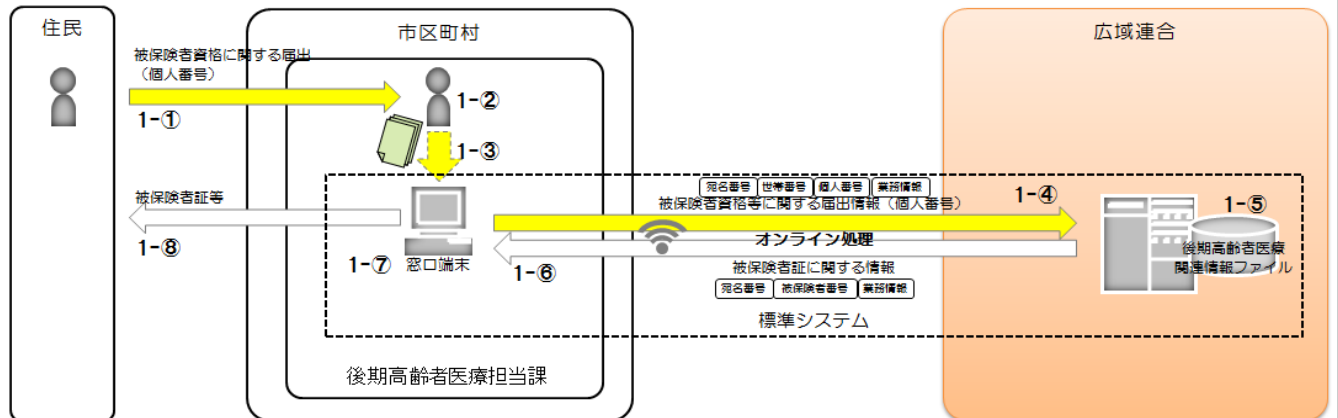 住民
市区町村
広域連合
被保険者資格に関する届出
（個人番号）
1-①
1-②
1-③
宛名番号 世帯番号 個人番号 業務情報
被保険者資格等に関する届出情報（個人番号）
1-④
1-⑤
被保険者証等
オンライン処理
後期高齢者医療
関連情報ファイル
1-⑧
1-⑦
窓口端末
1-⑥
被保険者証に関する情報
宛名番号 被保険者番号 業務情報
標準システム
後期高齢者医療担当課